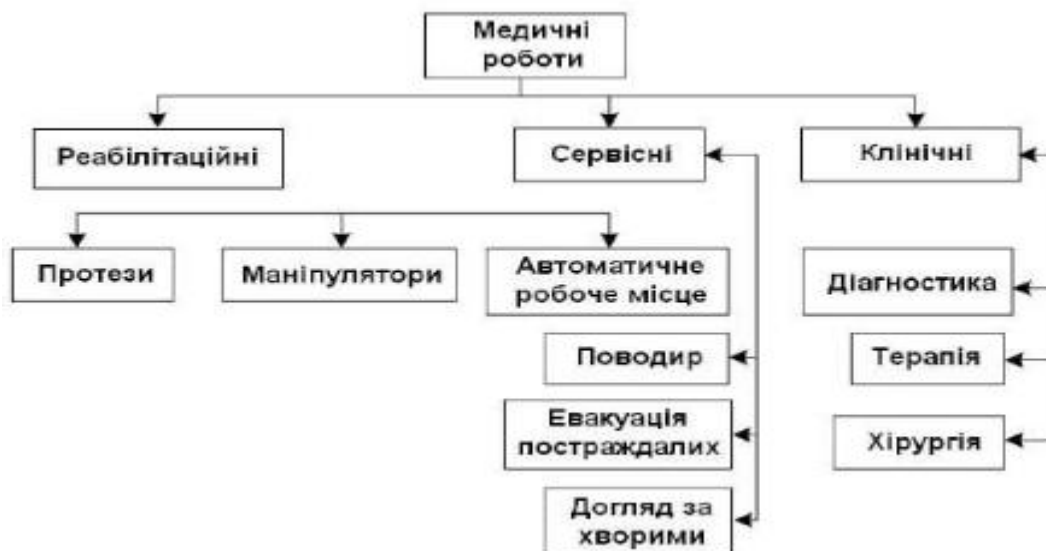 Медичні
роботи
Реабілітаційні
Сервісні
Клінічні
Протези
Маніпулятори
Автоматичне
робоче місце
Діагностика
Поводир
Терапія
Евакуація
постраждалих
Хірургія
Догляд за
хворими